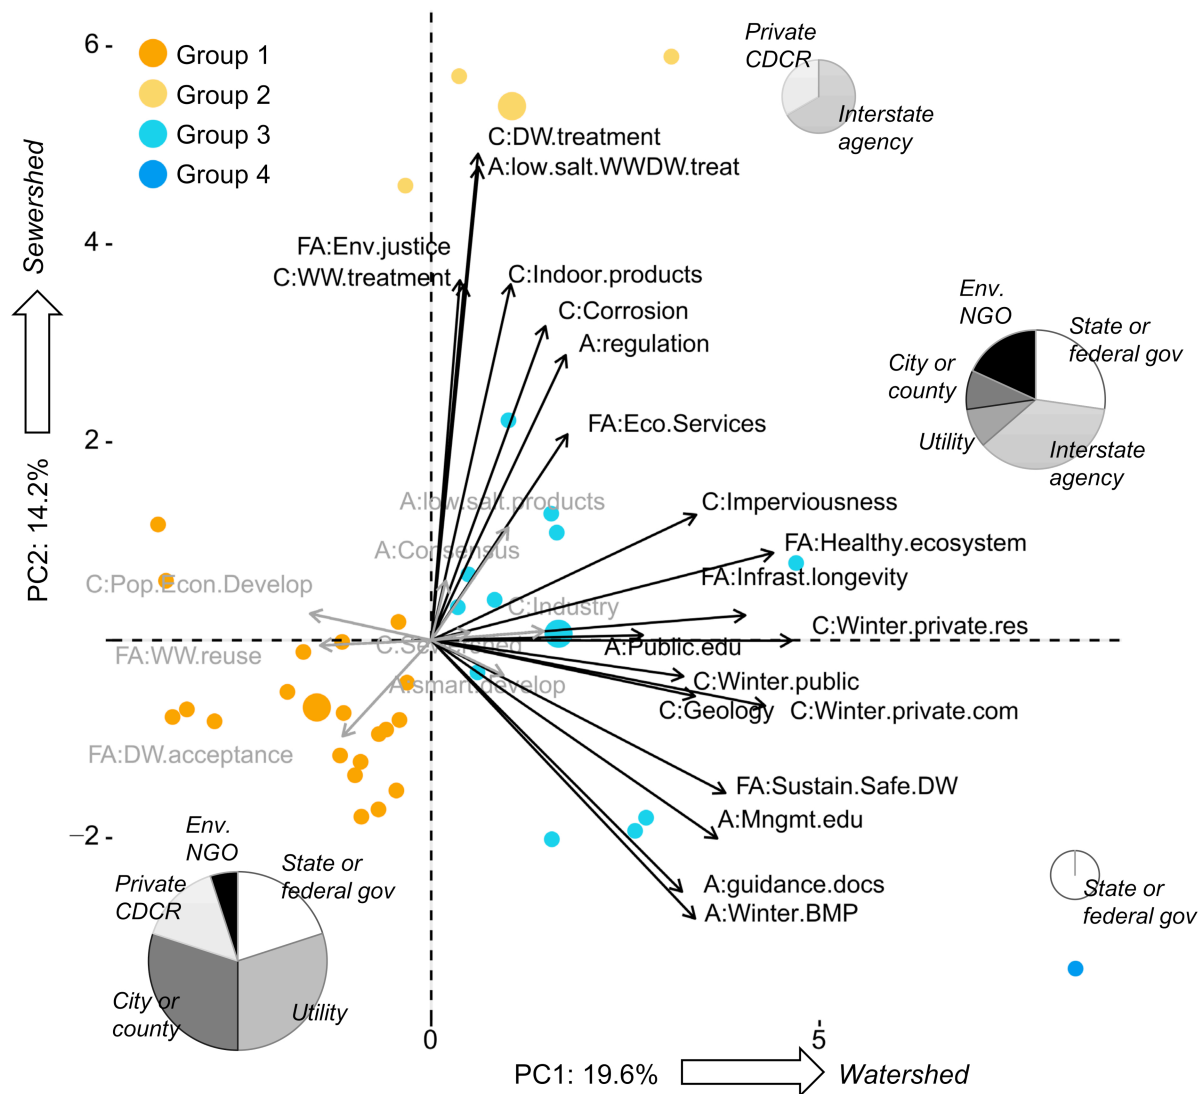 6 -
Group 1
Group 2
Group 3
Group 4
Private
CDCR
Interstate
agency
C:DW.treatment
A:low.salt.WWDW.treat
Sewershed
4 -
FA:Env.justice
C:WW.treatment
C:Indoor.products
C:Corrosion
A:regulation
Env.
NGO
State or
federal gov
City or
county
Utility
Interstate
agency
2 -
FA:Eco.Services
PC2: 14.2%
A:low.salt.products
C:Imperviousness
A:Consensus
FA:Healthy.ecosystem
C:Pop.Econ.Develop
FA:Infrast.longevity
C:Industry
C:Winter.private.res
C:Sewershed
A:Public.edu
FA:WW.reuse
A:smart.develop
C:Winter.public
C:Geology
C:Winter.private.com
FA:DW.acceptance
FA:Sustain.Safe.DW
A:Mngmt.edu
−2 -
A:guidance.docs
A:Winter.BMP
Env.
NGO
State or
federal gov
Private
CDCR
City or
county
Utility
State or
federal gov
0
5
PC1: 19.6%
Watershed